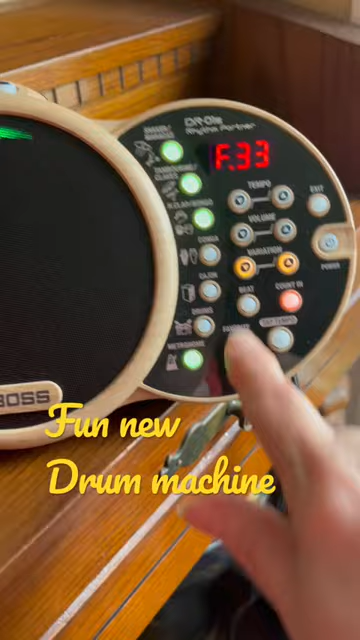 DR-01s
Rhythm Partner
F.33
TEMPO
EXIT
VOLUME
POWER
VARIATION
CONGA
CAJON
BEAT
COUNT IN
DRUMS
METRONOME
BOSS
Fun new
Drum machine